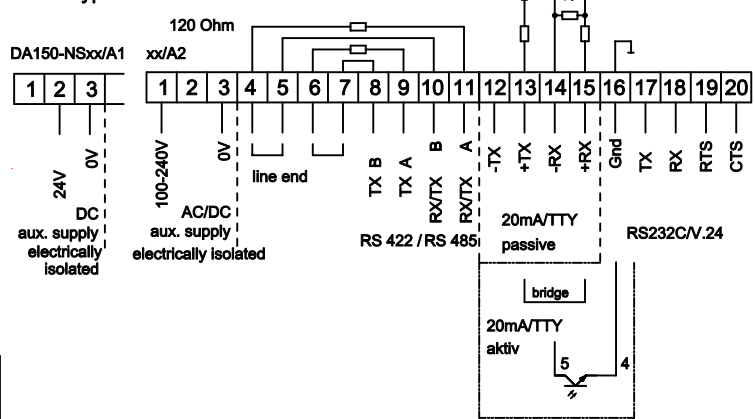 120 Ohm
DA150-NSxx/A1 xx/A2
1 2 3 1 2 3 4 5 6 7 8 9 10 11 12 13 14 15 16 17 18 19 20
24V
0V
100-240V
0V
line end
TX B
TX A
RX/TX B
RX/TX A
-TX
+TX
-RX
+RX
Gnd
TX
RX
RTS
CTS
DC
aux. supply
electrically
isolated
AC/DC
aux. supply
electrically isolated
RS 422 / RS 485
20mA/TTY
passive
RS232C/V.24
bridge
20mA/TTY
aktiv
5 4